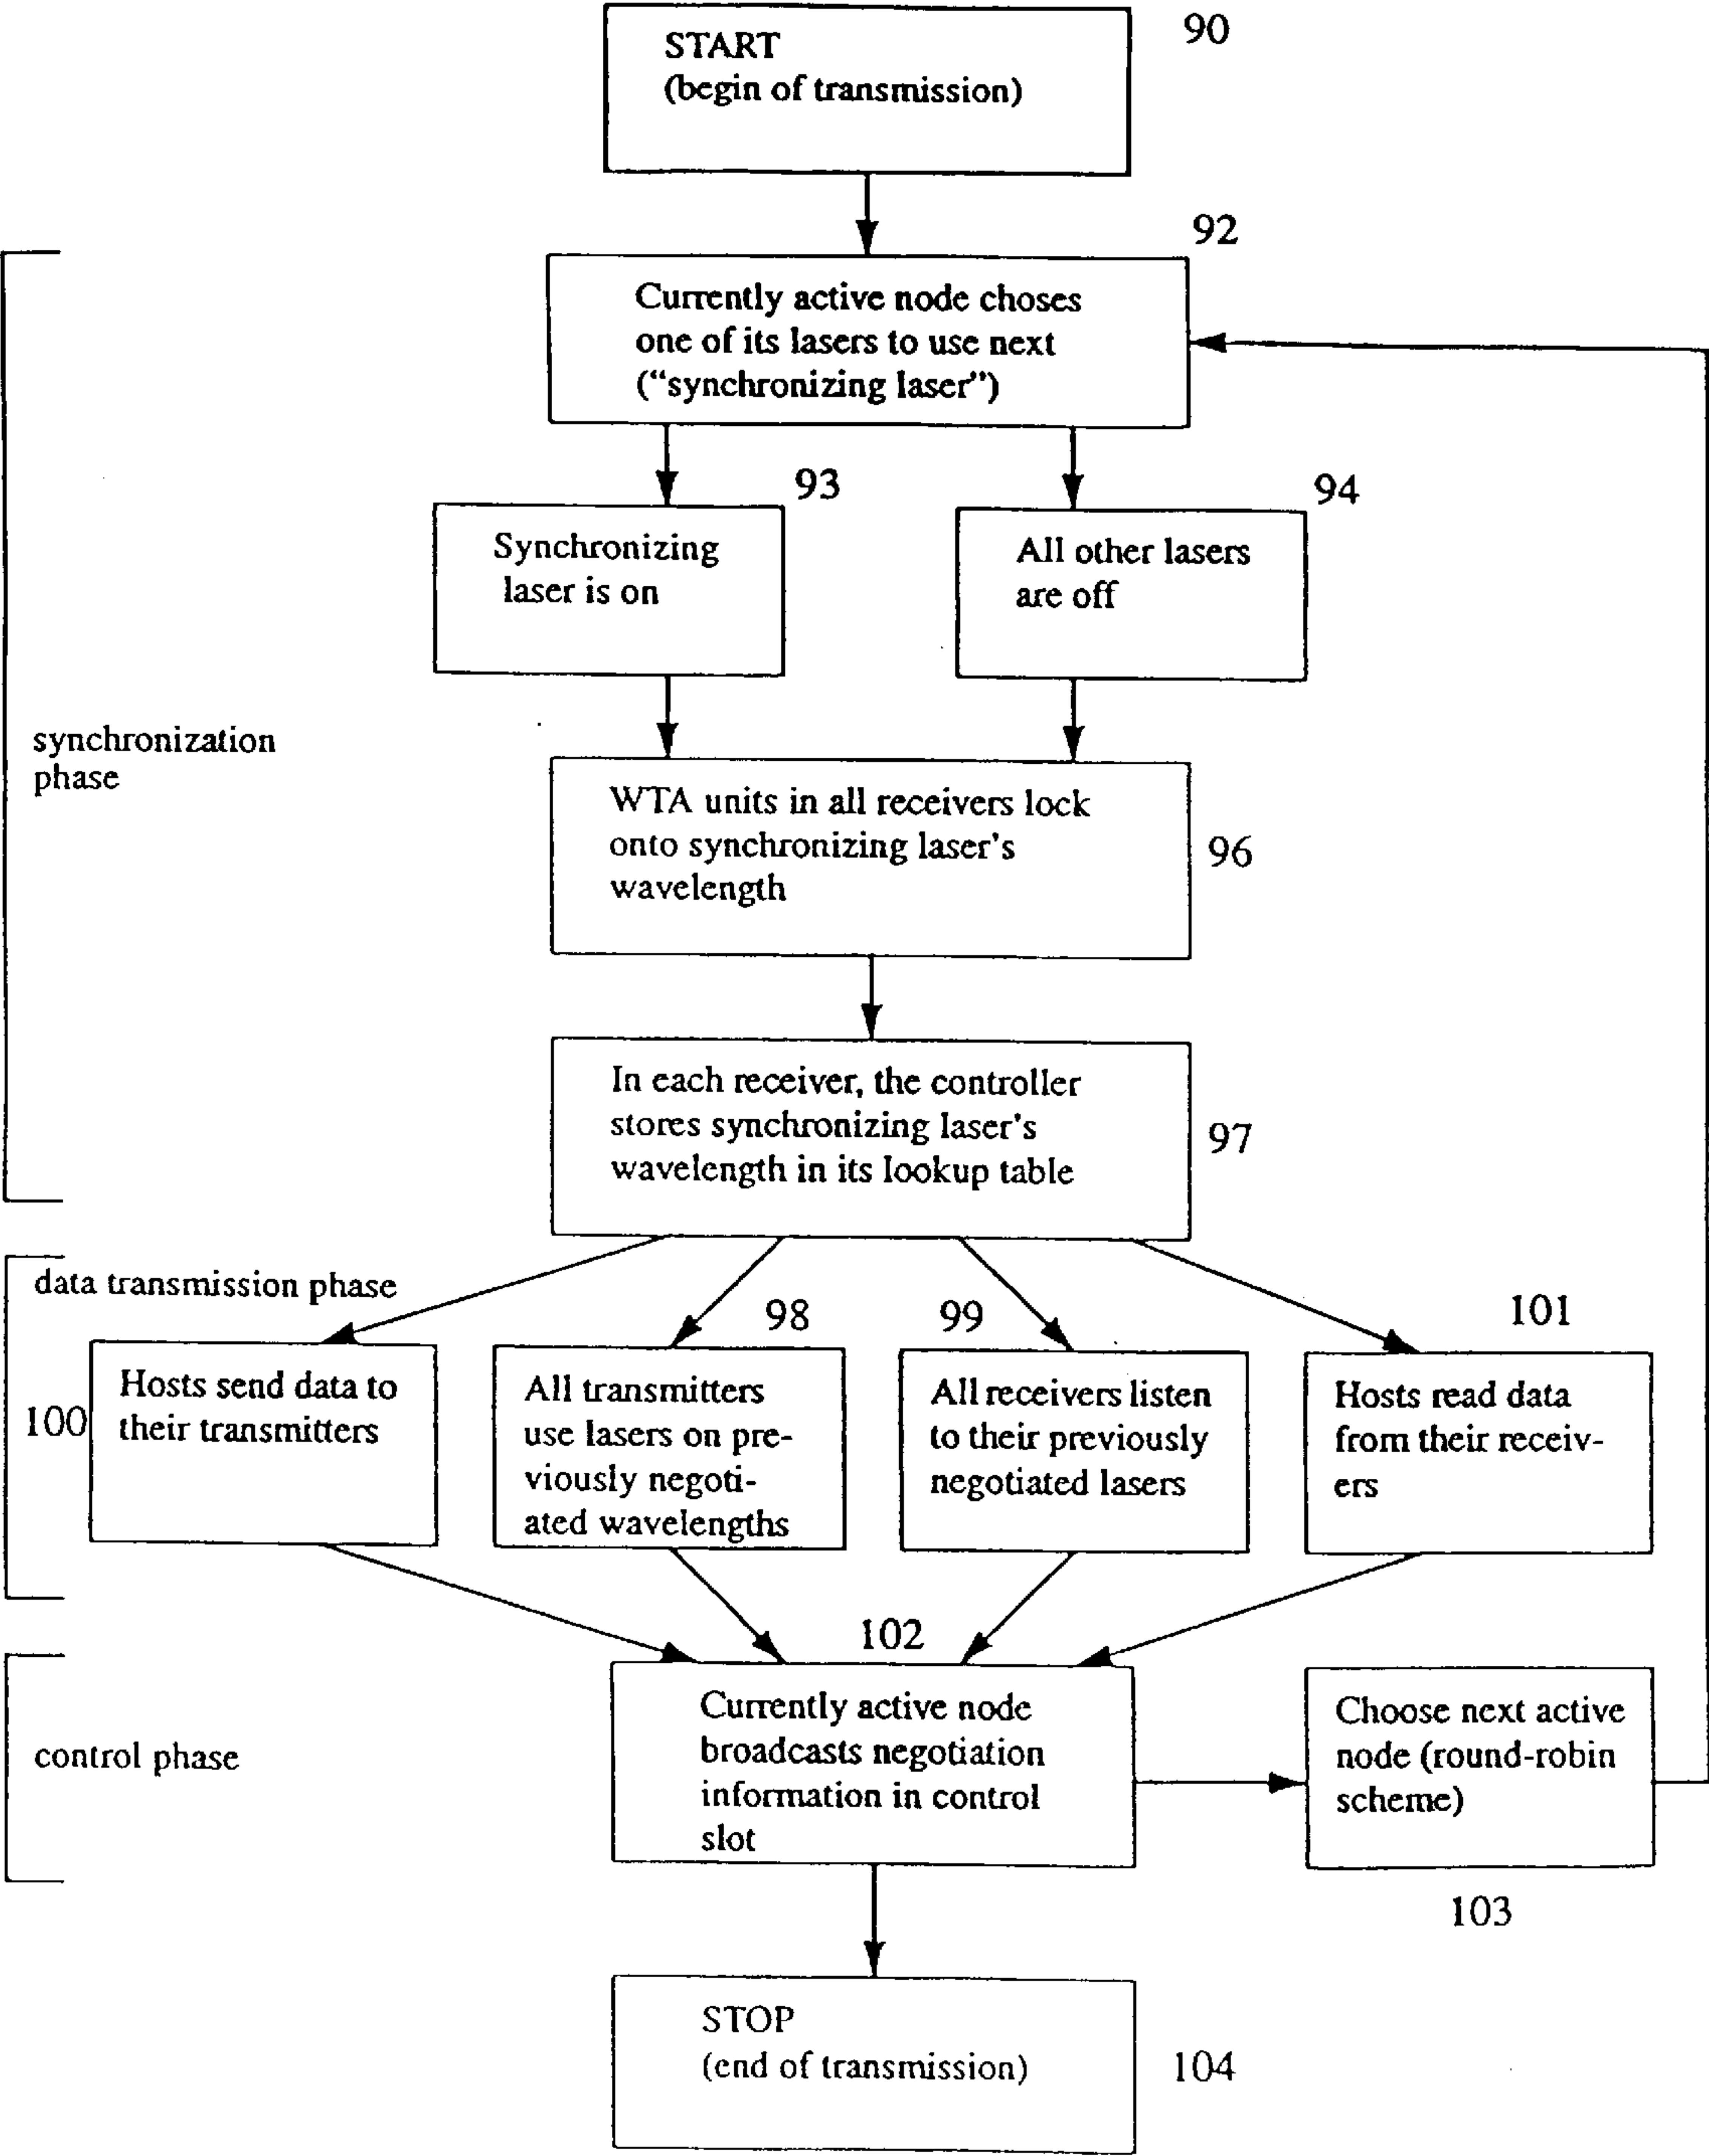 START
(begin of transmission)
90
92
Currently active node choses
one of its lasers to use next
(“synchronizing laser”)
93
94
Synchronizing
laser is on
All other lasers
are off
synchronization
phase
WTA units in all receivers lock
onto synchronizing laser's
wavelength
96
In each receiver, the controller
stores synchronizing laser's
wavelength in its lookup table
97
data transmission phase
98
99
101
100
Hosts send data to
their transmitters
All transmitters
use lasers on pre-
viously negoti-
ated wavelengths
All receivers listen
to their previously
negotiated lasers
Hosts read data
from their receiv-
ers
102
control phase
Currently active node
broadcasts negotiation
information in control
slot
Choose next active
node (round-robin
scheme)
103
STOP
(end of transmission)
104